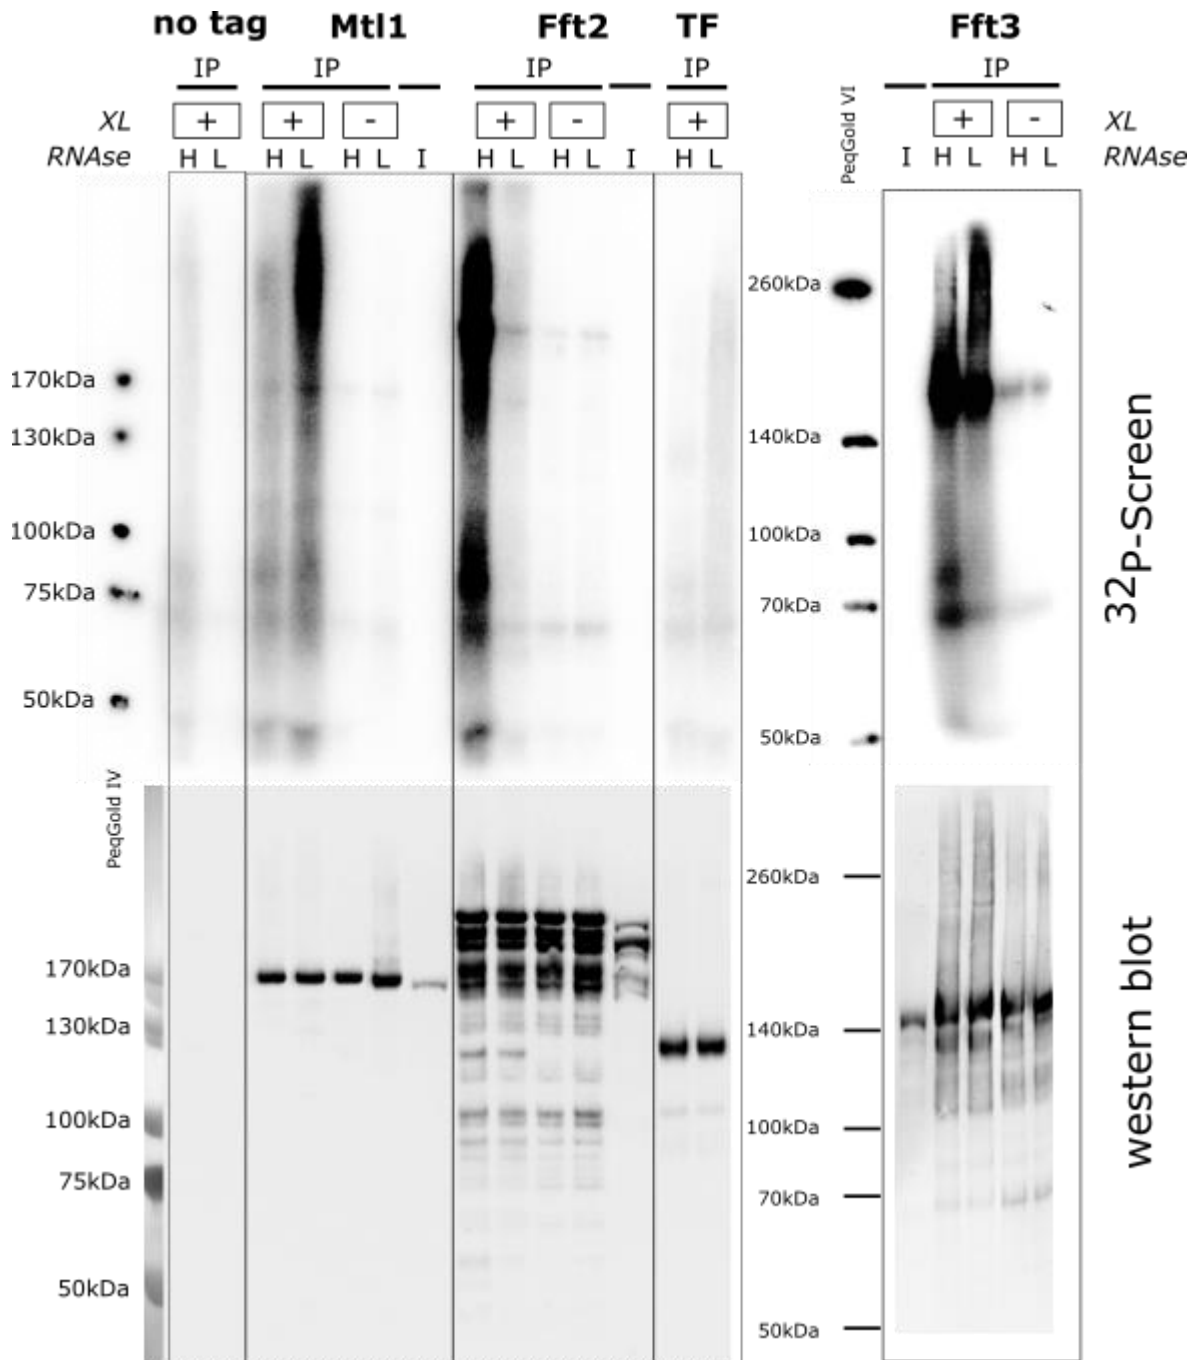 no tag Mtl1 Fft2 TF Fft3
IP IP IP IP IP
XL + + - + - + + - XL
RNAse H L H L H L I H L H L I H L I H L H L RNAse
PeqGold VI
170kDa
130kDa
100kDa
75kDa
50kDa
260kDa
140kDa
100kDa
70kDa
50kDa
32P-Screen
PeqGold IV
170kDa
130kDa
100kDa
75kDa
50kDa
260kDa
140kDa
100kDa
70kDa
50kDa
western blot